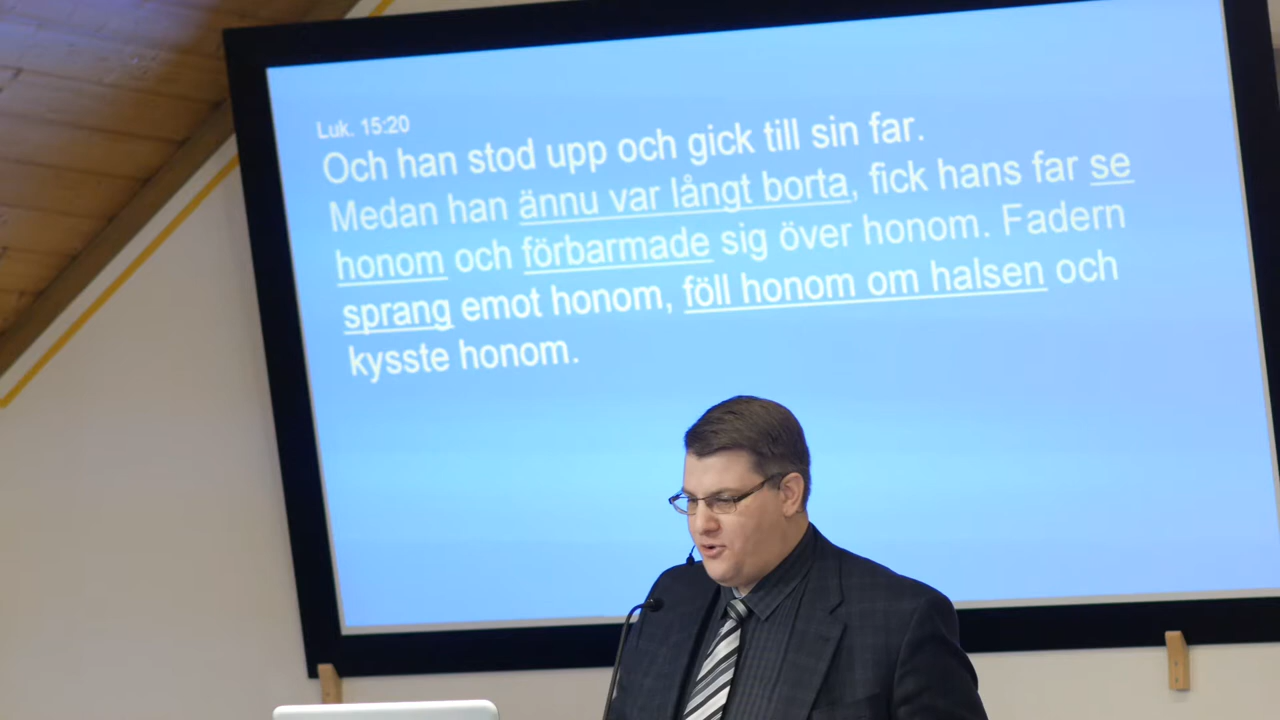 Luk. 15:20
Och han stod upp och gick till sin far.
Medan han ännu var långt borta, fick hans far se
honom och förbarmade sig över honom. Fadern
sprang emot honom, föll honom om halsen och
kysste honom.